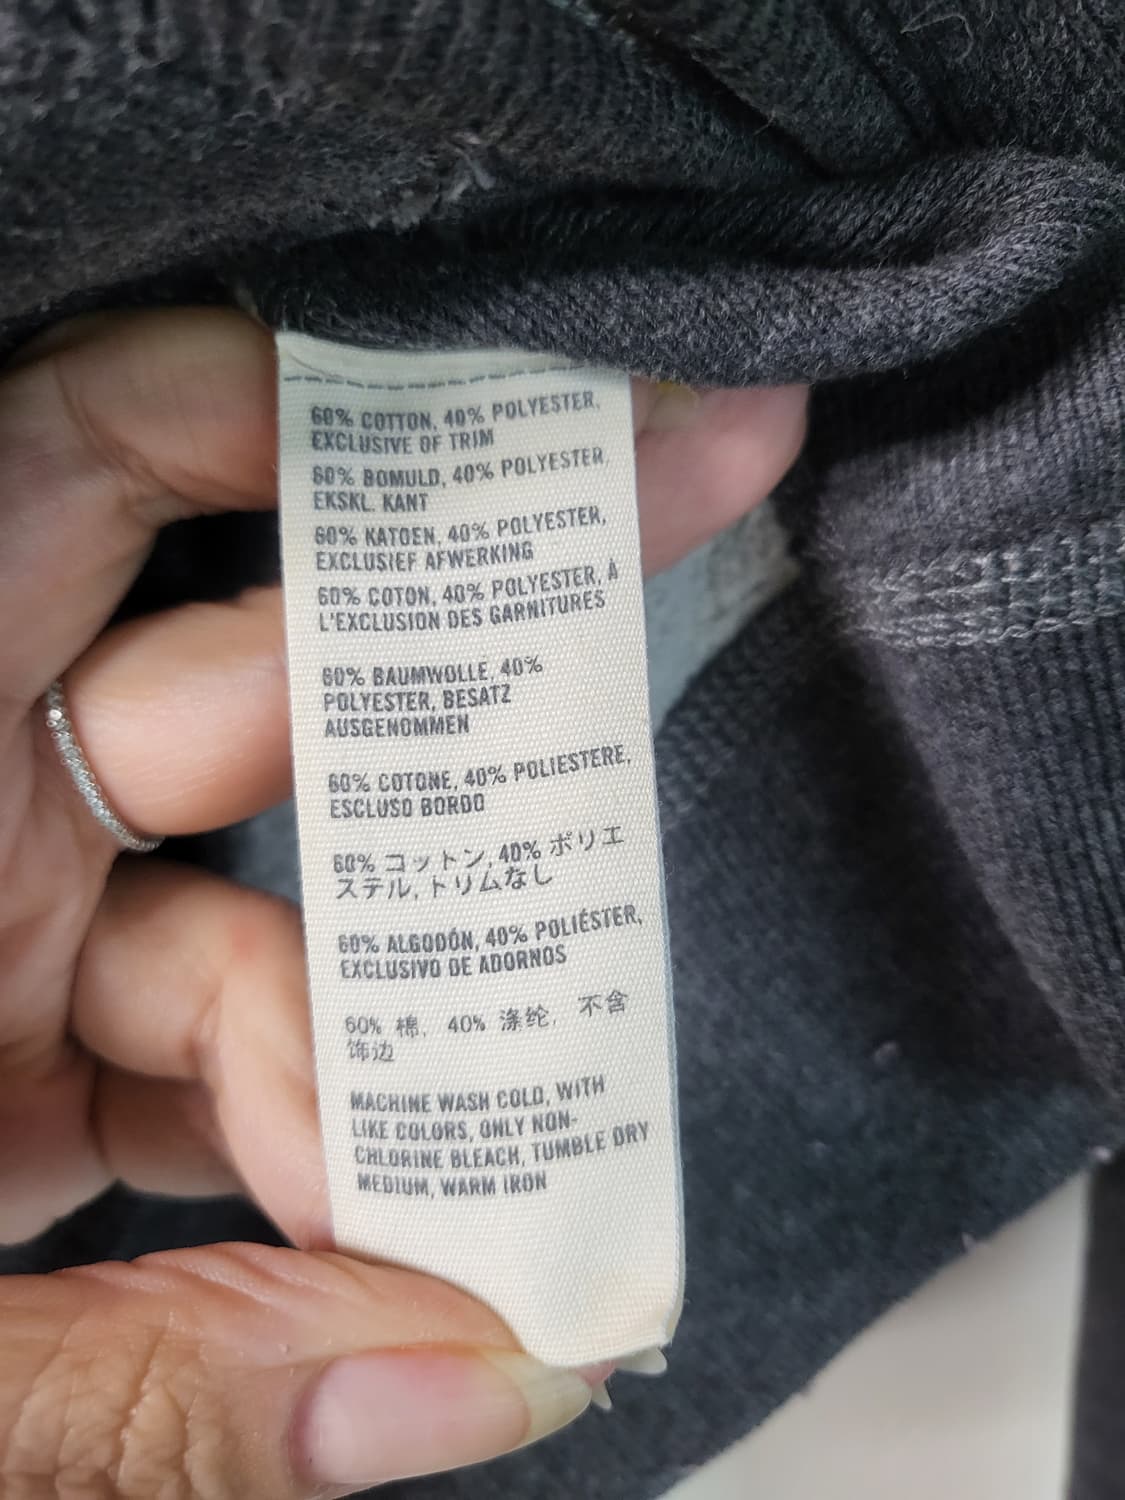 60% COTTON, 40% POLYESTER,
EXCLUSIVE OF TRIM
60% BOMULD, 40% POLYESTER,
EKSKL. KANT
60% KATOEN, 40% POLYESTER,
EXCLUSIEF AFWERKING
60% COTON, 40% POLYESTER, À
L'EXCLUSION DES GARNITURES
60% BAUMWOLLE, 40%
POLYESTER, BESATZ
AUSGENOMMEN
60% COTONE, 40% POLIESTERE,
ESCLUSO BORDO
60% コットン, 40% ポリエ
ステル, トリムなし
60% ALGODÓN, 40% POLIÉSTER,
EXCLUSIVO DE ADORNOS
60% 棉, 40% 涤纶, 不含
饰边
MACHINE WASH COLD, WITH
LIKE COLORS, ONLY NON-
CHLORINE BLEACH, TUMBLE DRY
MEDIUM, WARM IRON